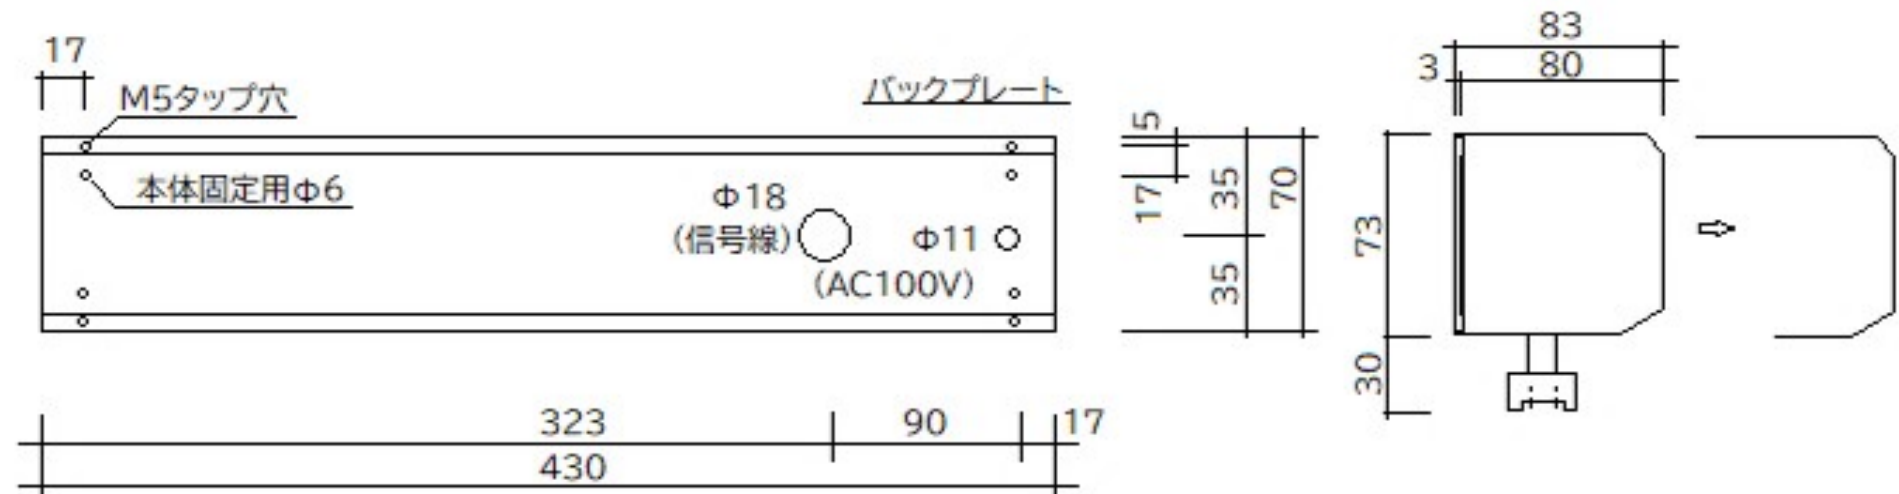 17
M5タップ穴
バックプレート
本体固定用Φ6
Φ18
(信号線)
Φ11
(AC100V)
323
90
17
430
5
17
35
35
70
83
3
80
73
30